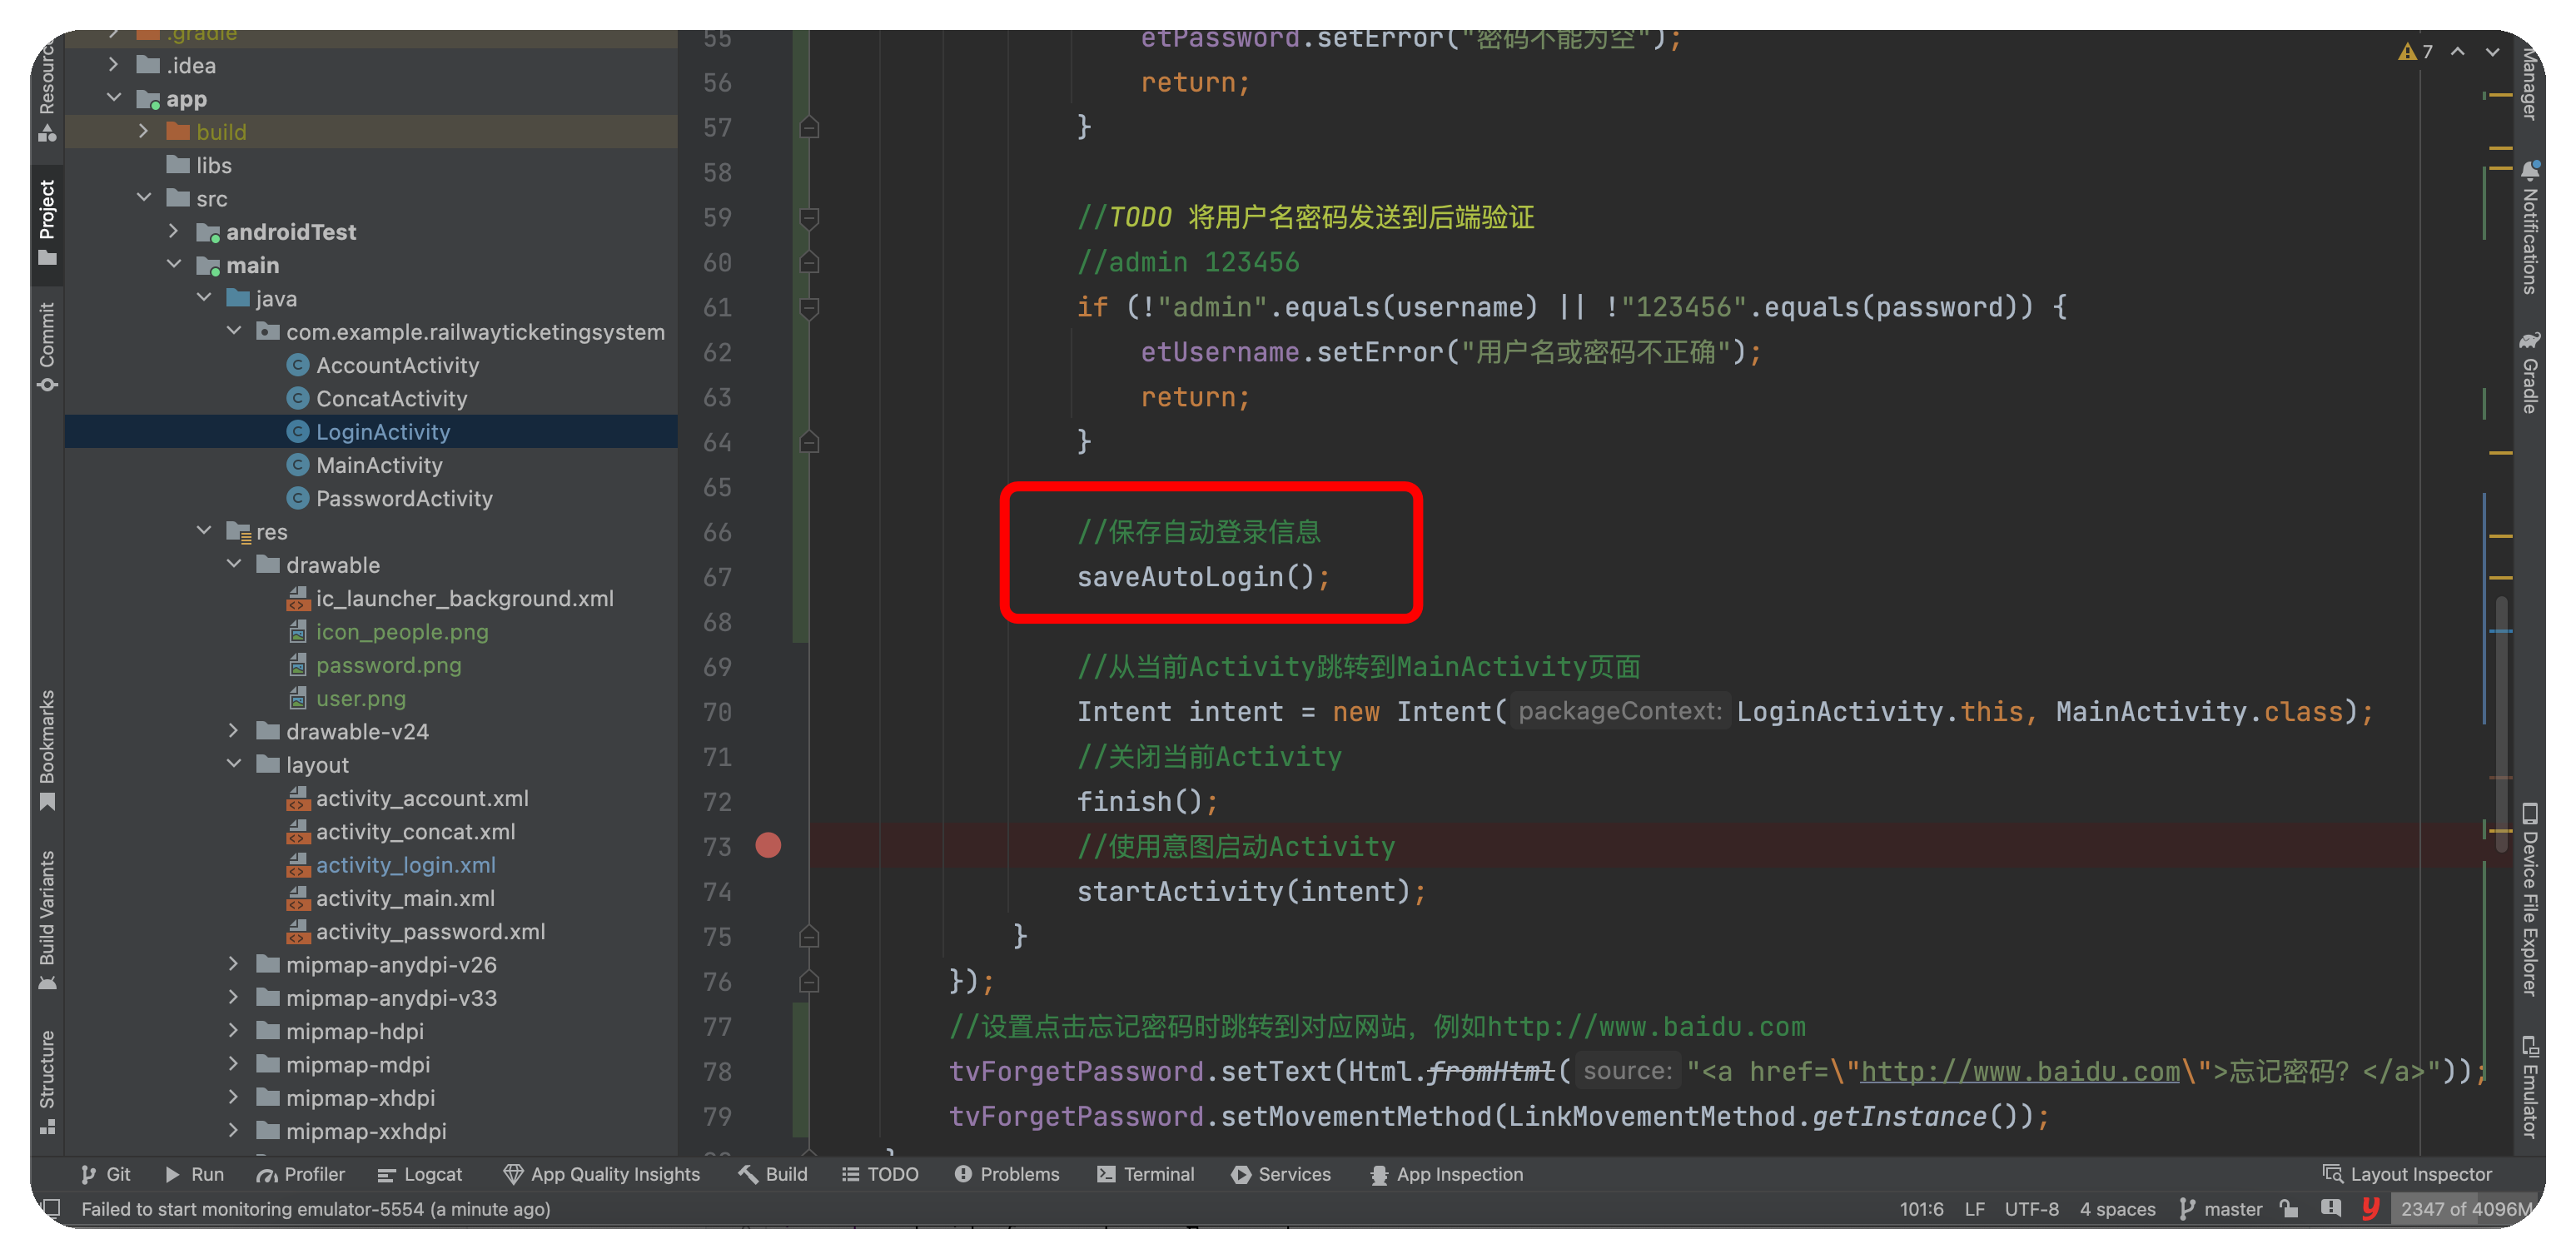 Resource
Project
Commit
Bookmarks
Build Variants
Structure
.gradle
.idea
app
build
libs
src
androidTest
main
java
com.example.railwayticketingsystem
AccountActivity
ConcatActivity
LoginActivity
MainActivity
PasswordActivity
res
drawable
ic_launcher_background.xml
icon_people.png
password.png
user.png
drawable-v24
layout
activity_account.xml
activity_concat.xml
activity_login.xml
activity_main.xml
activity_password.xml
mipmap-anydpi-v26
mipmap-anydpi-v33
mipmap-hdpi
mipmap-mdpi
mipmap-xhdpi
mipmap-xxhdpi
55 etPassword.setError("密码不能为空");
56 return;
57 }
58
59 //TODO 将用户名密码发送到后端验证
60 //admin 123456
61 if (!"admin".equals(username) || !"123456".equals(password)) {
62 etUsername.setError("用户名或密码不正确");
63 return;
64 }
65
66 //保存自动登录信息
67 saveAutoLogin();
68
69 //从当前Activity跳转到MainActivity页面
70 Intent intent = new Intent( packageContext: LoginActivity.this, MainActivity.class);
71 //关闭当前Activity
72 finish();
73 //使用意图启动Activity
74 startActivity(intent);
75 }
76 });
77 //设置点击忘记密码时跳转到对应网站，例如http://www.baidu.com
78 tvForgetPassword.setText(Html.fromHtml( source: "<a href=\"http://www.baidu.com\">忘记密码？</a>"));
79 tvForgetPassword.setMovementMethod(LinkMovementMethod.getInstance());
7
Manager
Notifications
Gradle
Device File Explorer
Emulator
Git Run Profiler Logcat App Quality Insights Build TODO Problems Terminal Services App Inspection Layout Inspector
Failed to start monitoring emulator-5554 (a minute ago) 101:6 LF UTF-8 4 spaces master 2347 of 4096M